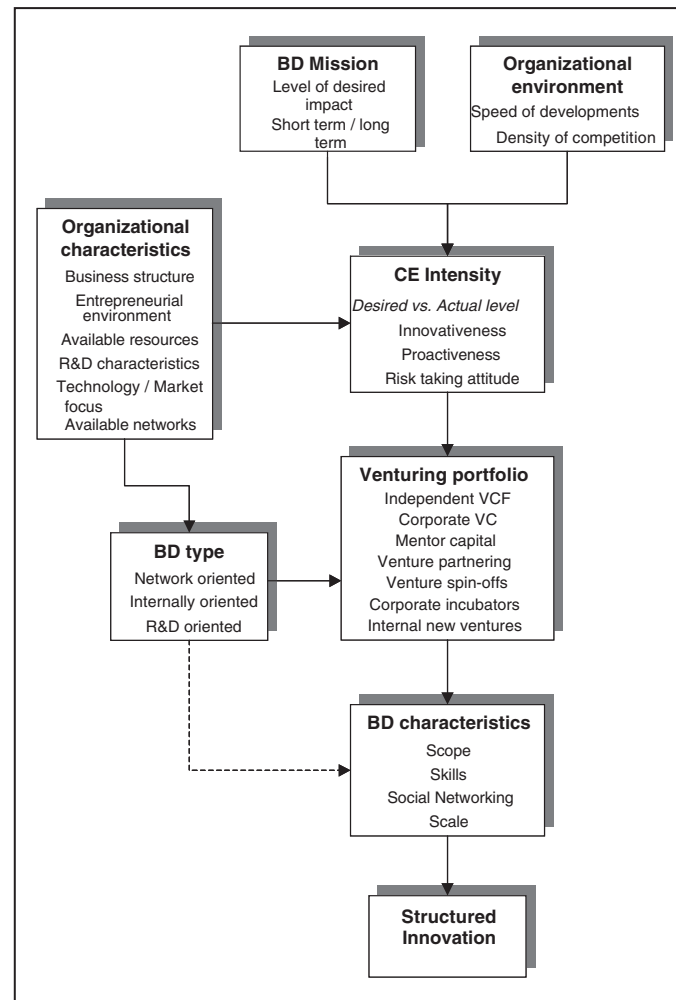 BD Mission
Level of desired
impact
Short term / long
term
Organizational
environment
Speed of developments
Density of competition
Organizational
characteristics
Business structure
Entrepreneurial
environment
Available resources
R&D characteristics
Technology / Market
focus
Available networks
CE Intensity
Desired vs. Actual level
Innovativeness
Proactiveness
Risk taking attitude
Venturing portfolio
Independent VCF
Corporate VC
Mentor capital
Venture partnering
Venture spin-offs
Corporate incubators
Internal new ventures
BD type
Network oriented
Internally oriented
R&D oriented
BD characteristics
Scope
Skills
Social Networking
Scale
Structured
Innovation